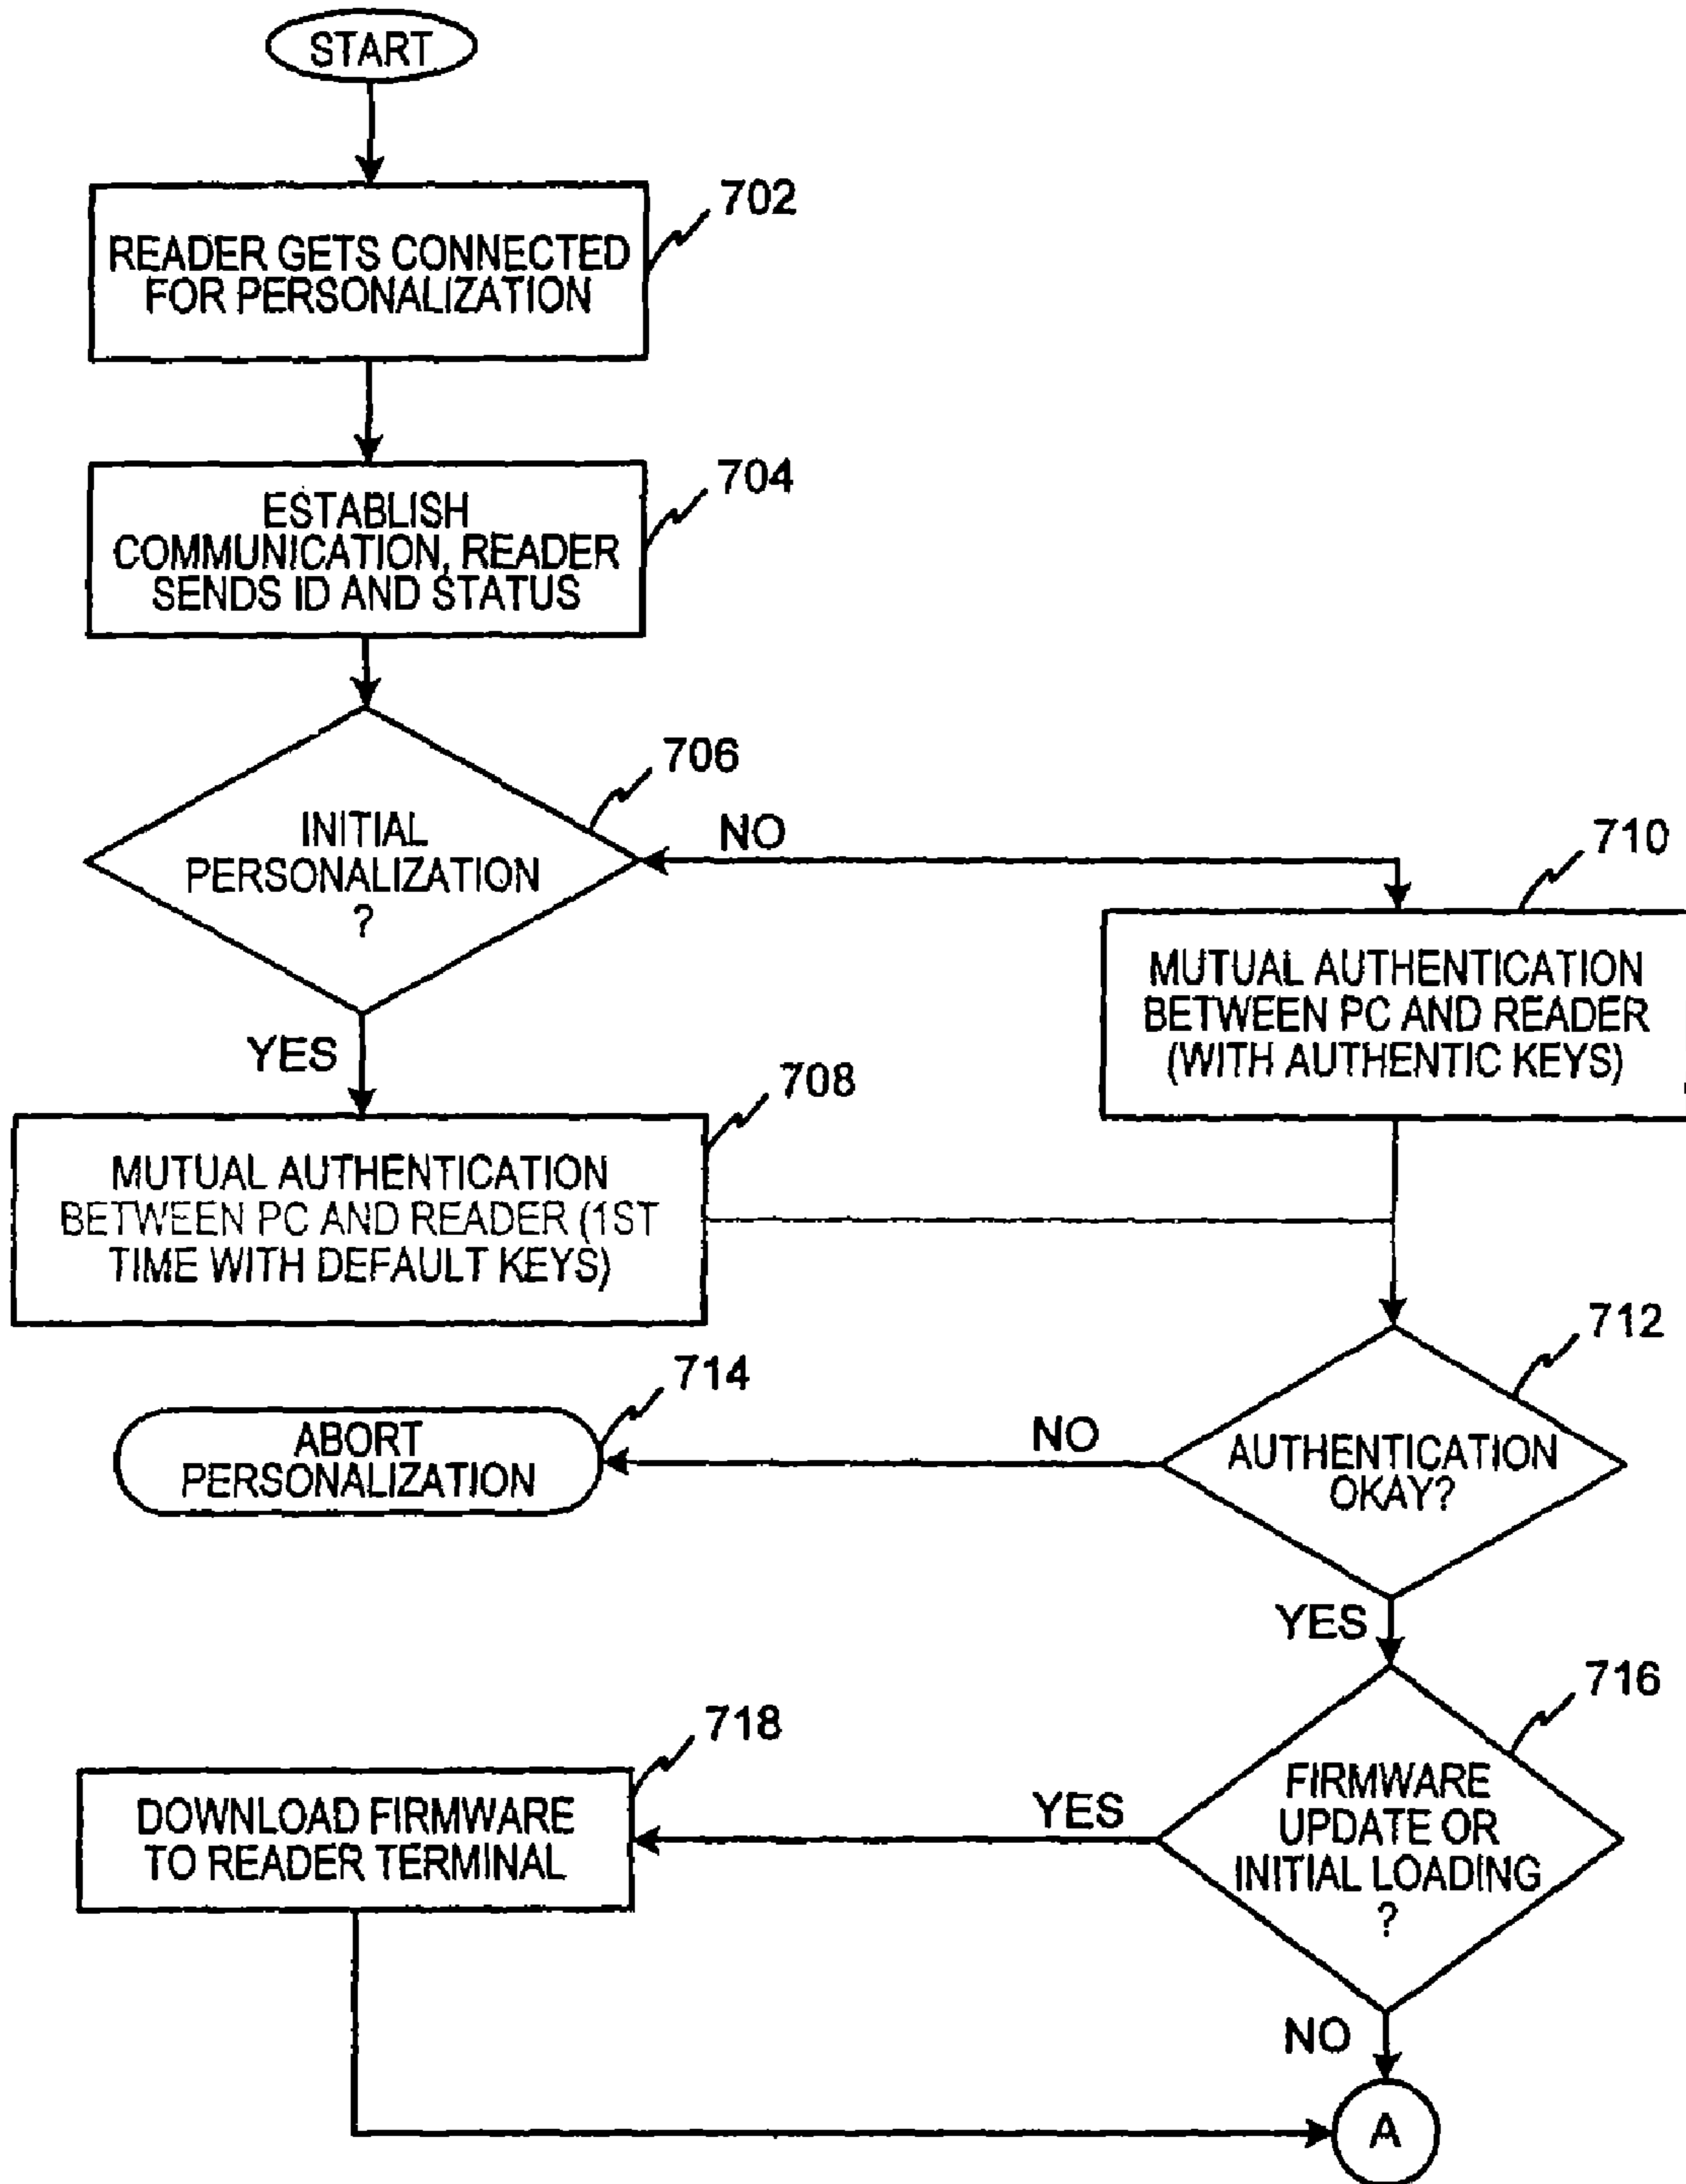 START
702
READER GETS CONNECTED
FOR PERSONALIZATION
704
ESTABLISH
COMMUNICATION, READER
SENDS ID AND STATUS
706
INITIAL
PERSONALIZATION
?
NO
710
MUTUAL AUTHENTICATION
BETWEEN PC AND READER
(WITH AUTHENTIC KEYS)
YES
708
MUTUAL AUTHENTICATION
BETWEEN PC AND READER (1ST
TIME WITH DEFAULT KEYS)
712
AUTHENTICATION
OKAY?
NO
714
ABORT
PERSONALIZATION
YES
716
FIRMWARE
UPDATE OR
INITIAL LOADING
?
YES
718
DOWNLOAD FIRMWARE
TO READER TERMINAL
NO
A